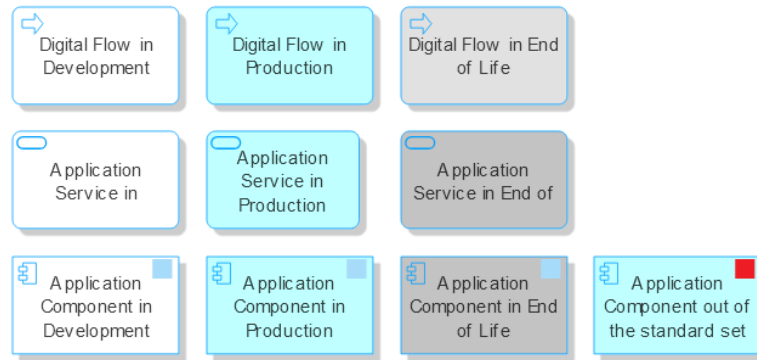 Digital Flow in
Development
Digital Flow in
Production
Digital Flow in End
of Life
Application
Service in
Application
Service in
Production
Application
Service in End of
Application
Component in
Development
Application
Component in
Production
Application
Component in End
of Life
Application
Component out of
the standard set